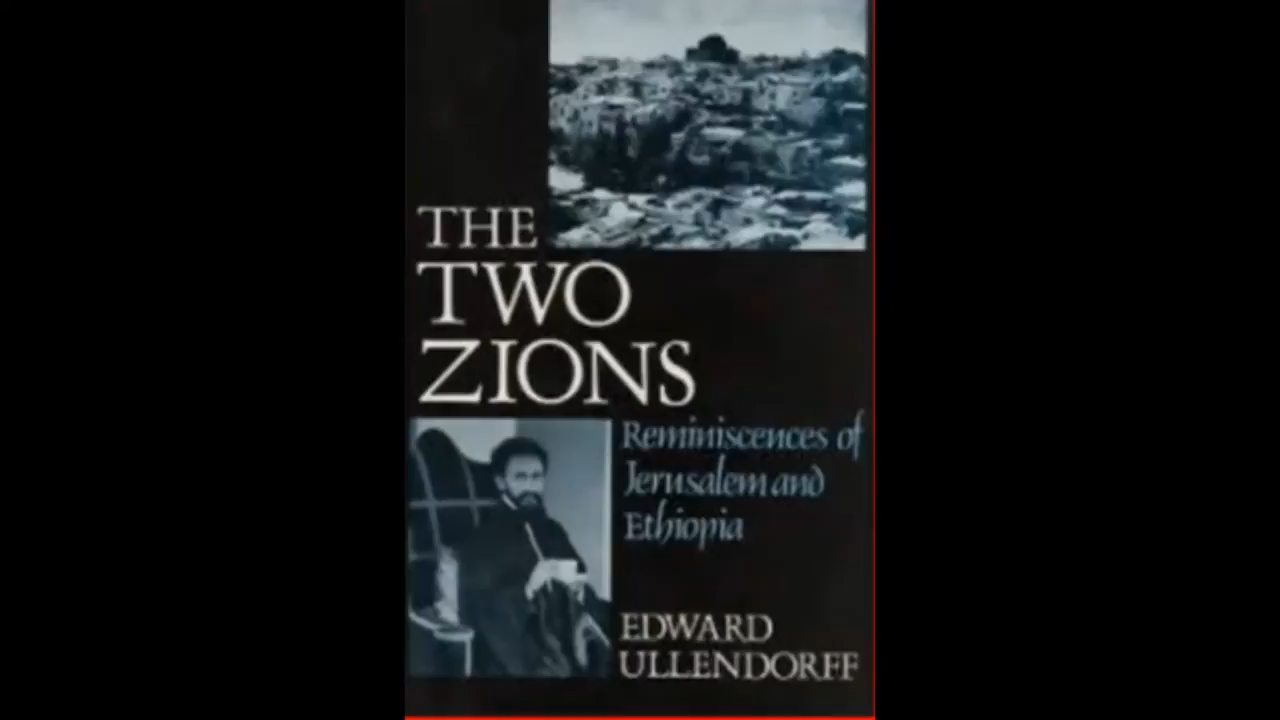 THE
TWO
ZIONS
Reminiscences of
Jerusalem and
Ethiopia
EDWARD
ULLENDORFF